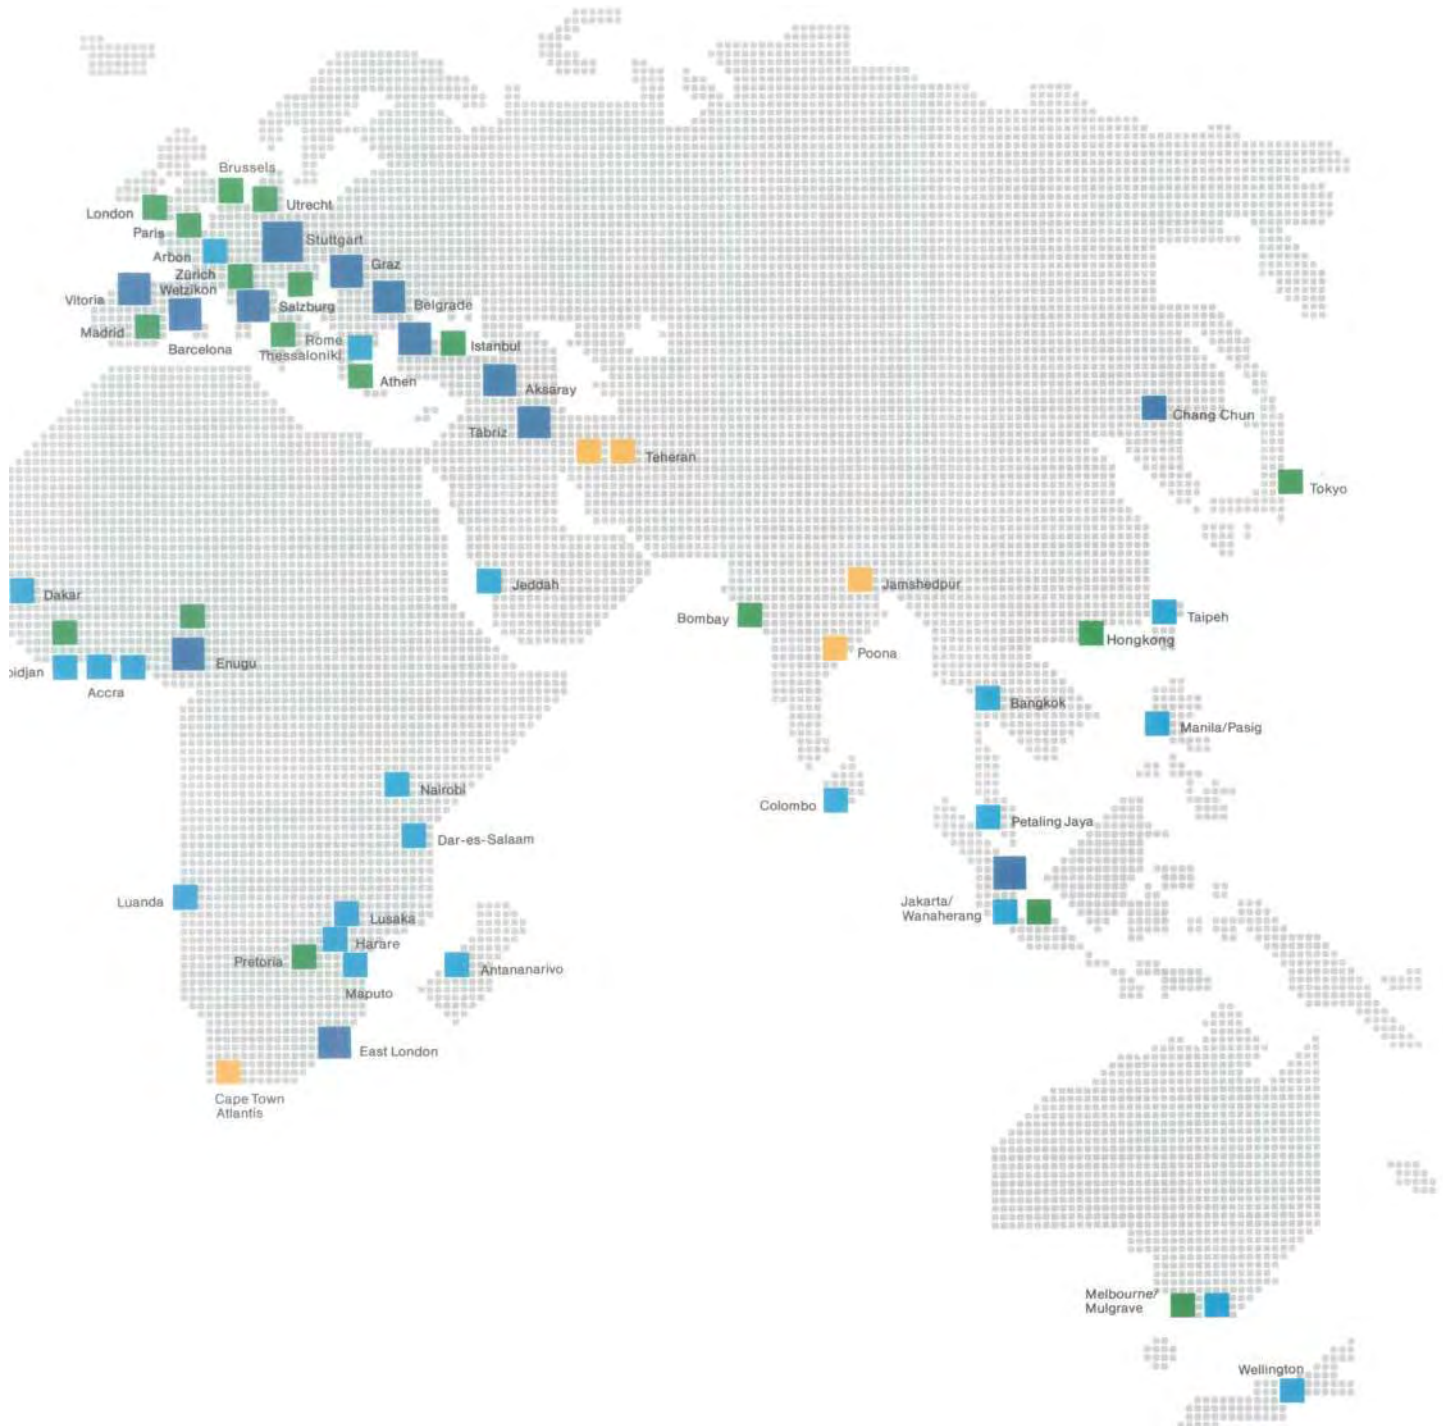 Brussels
London
Utrecht
Paris
Stuttgart
Arbon
Graz
Zürich
Wetzikon
Vitoria
Salzburg
Belgrade
Madrid
Rome
Barcelona
Thessaloniki
Istanbul
Athen
Aksaray
Täbriz
Teheran
Chang Chun
Tokyo
Dakar
Jeddah
Jamshedpur
Bombay
Taipeh
Hongkong
Poona
Enugu
oidjan
Accra
Bangkok
Manila/Pasig
Nairobi
Colombo
Petaling Jaya
Dar-es-Salaam
Luanda
Jakarta/
Wanaherang
Lusaka
Harare
Pretoria
Antananarivo
Maputo
East London
Cape Town
Atlantis
Melbourne/
Mulgrave
Wellington